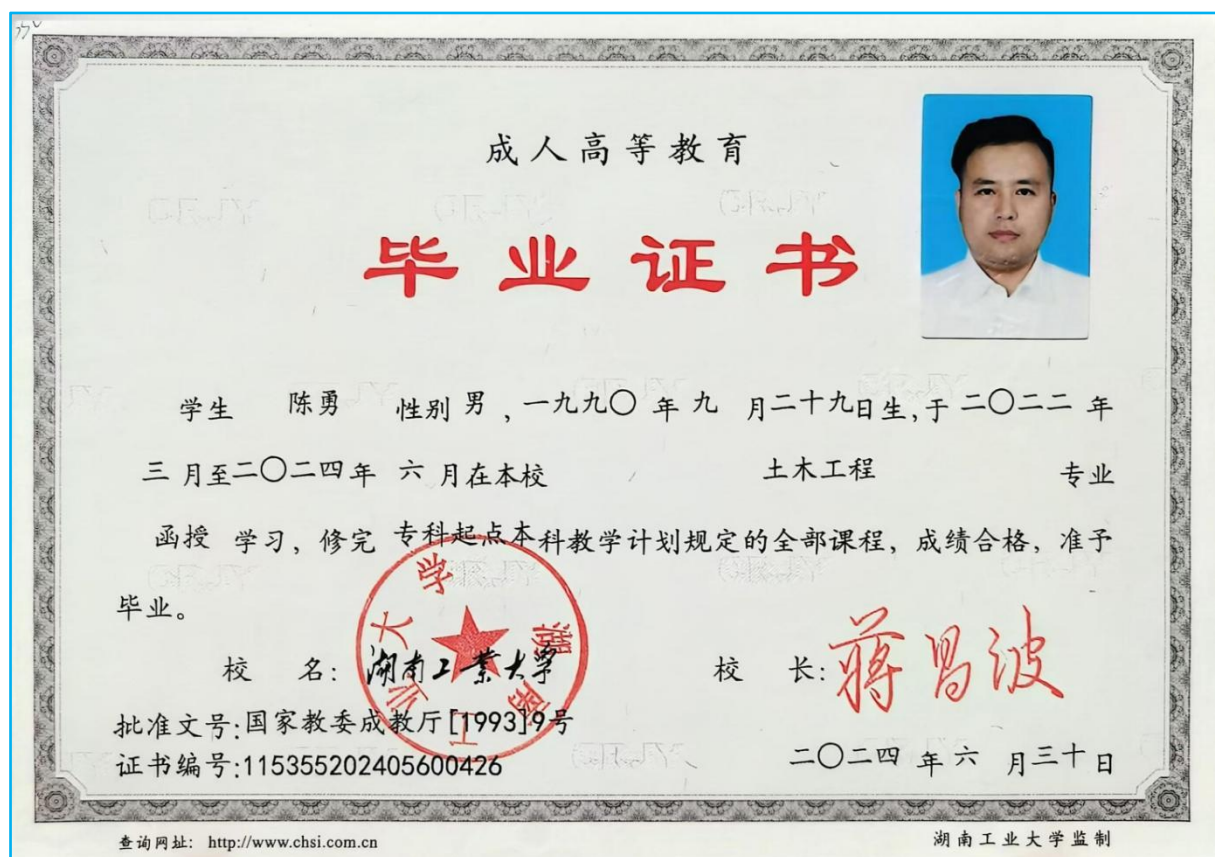 成人高等教育
毕业证书
学生 陈勇 性别 男 ,一九九〇 年 九 月二十九日生,于 二〇二二 年
三 月至二〇二四年 六 月在本校 土木工程 专业
函授 学习, 修完 专科起点本科教学计划规定的全部课程, 成绩合格, 准予
毕业。
校 名: 湖南工業大学
湖南工业大学
校 长: 蒋昌波
批准文号:国家教委成教厅[1993]9号
证书编号:115355202405600426
二〇二四 年 六 月三十日
查询网址: http://www.chsi.com.cn
湖南工业大学监制